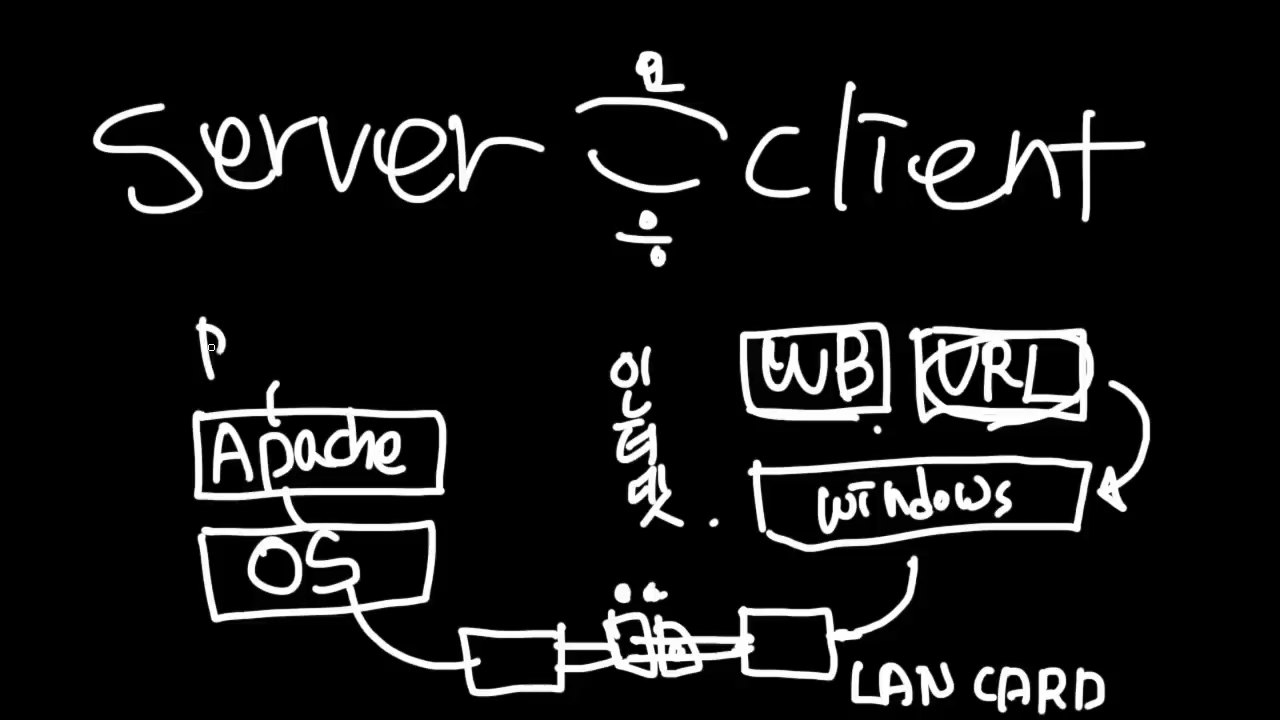 Server client
P
WB URL
Apache
인터넷
windows
OS
LAN CARD